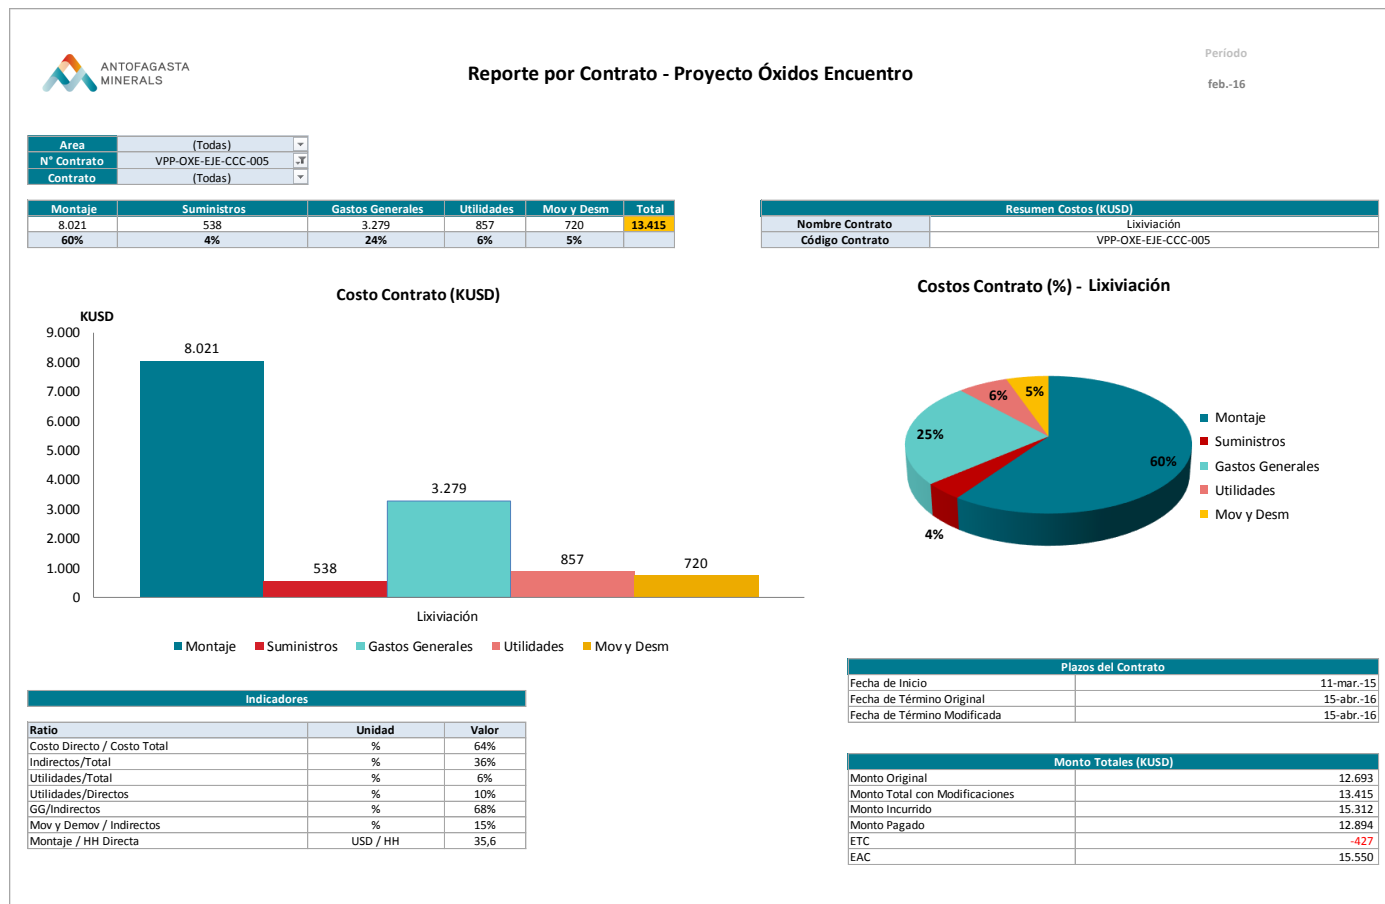 ANTOFAGASTA
MINERALS
Reporte por Contrato - Proyecto Óxidos Encuentro
Período
feb.-16
Area (Todas)
N° Contrato VPP-OXE-EJE-CCC-005
Contrato (Todas)
Montaje Suministros Gastos Generales Utilidades Mov y Desm Total
8.021 538 3.279 857 720 13.415
60% 4% 24% 6% 5%
Resumen Costos (KUSD)
Nombre Contrato Lixiviación
Código Contrato VPP-OXE-EJE-CCC-005
Costo Contrato (KUSD)
KUSD
9.000
8.000
7.000
6.000
5.000
4.000
3.000
2.000
1.000
0
8.021
538
3.279
857
720
Lixiviación
Montaje Suministros Gastos Generales Utilidades Mov y Desm
Costos Contrato (%) - Lixiviación
60%
4%
25%
6%
5%
Montaje
Suministros
Gastos Generales
Utilidades
Mov y Desm
Indicadores
Ratio Unidad Valor
Costo Directo / Costo Total % 64%
Indirectos/Total % 36%
Utilidades/Total % 6%
Utilidades/Directos % 10%
GG/Indirectos % 68%
Mov y Demov / Indirectos % 15%
Montaje / HH Directa USD / HH 35,6
Plazos del Contrato
Fecha de Inicio 11-mar.-15
Fecha de Término Original 15-abr.-16
Fecha de Término Modificada 15-abr.-16
Monto Totales (KUSD)
Monto Original 12.693
Monto Total con Modificaciones 13.415
Monto Incurrido 15.312
Monto Pagado 12.894
ETC -427
EAC 15.550